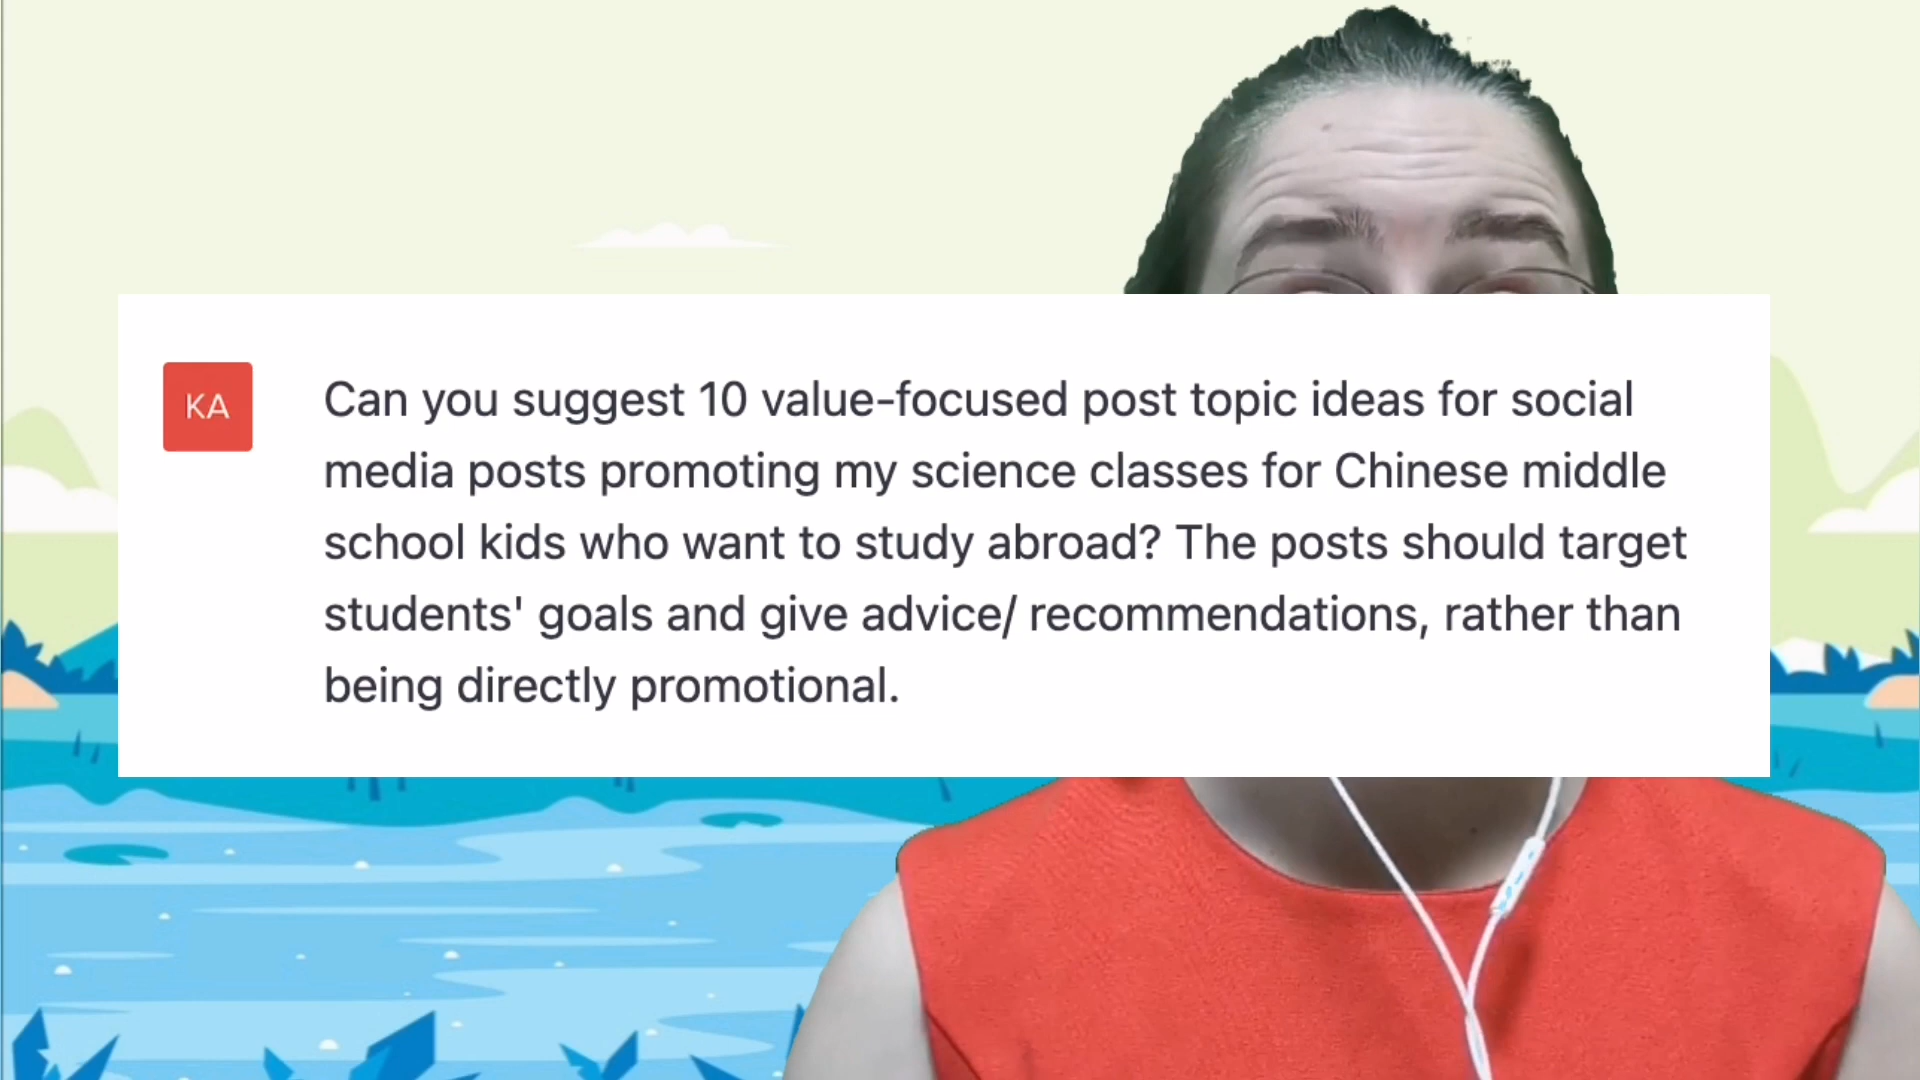 KA
Can you suggest 10 value-focused post topic ideas for social
media posts promoting my science classes for Chinese middle
school kids who want to study abroad? The posts should target
students' goals and give advice/ recommendations, rather than
being directly promotional.